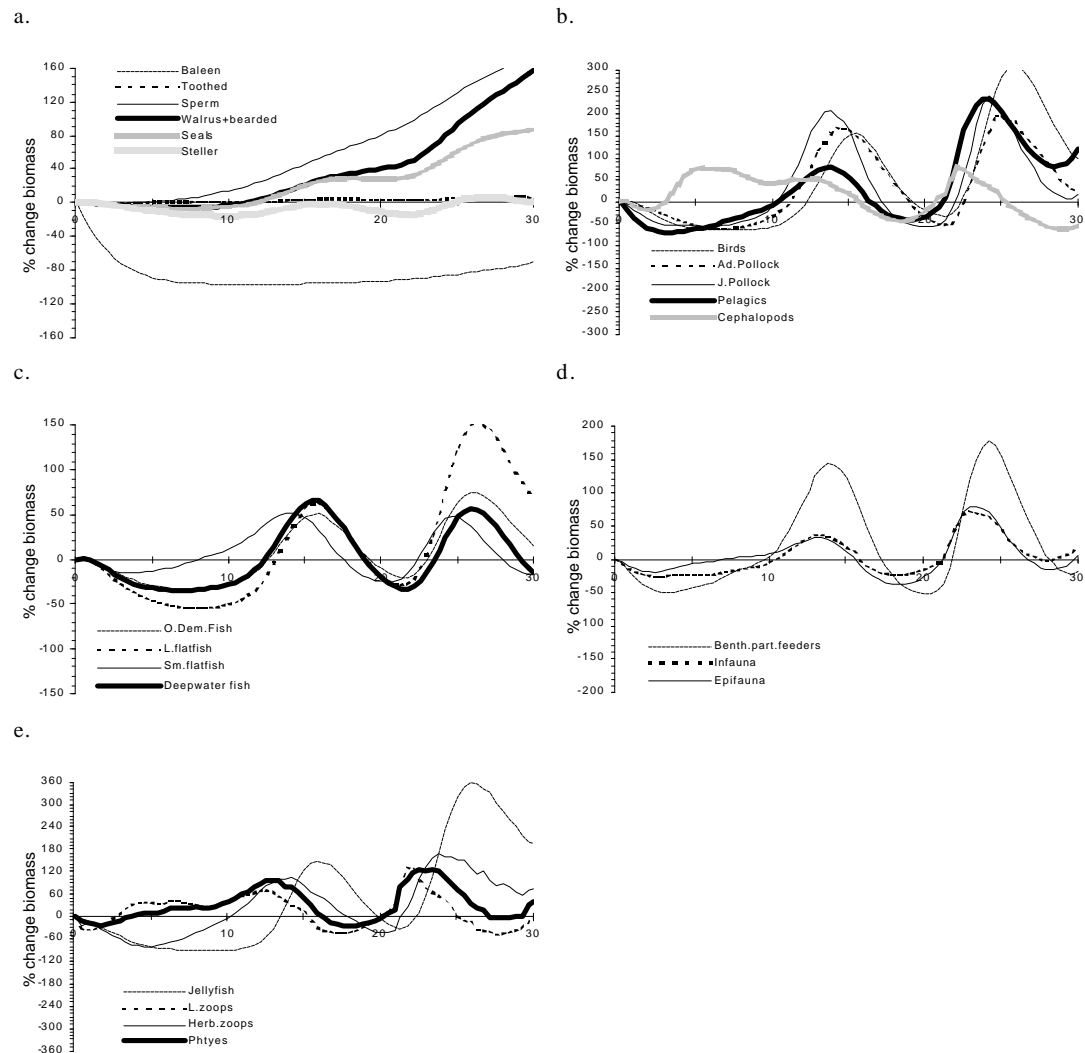 a.
160
120
80
40
0
-40
-80
-120
-160
% change biomass
Baleen
Toothed
Sperm
Walrus+bearded
Seals
Steller
0
10
20
30
b.
300
250
200
150
100
50
0
-50
-100
-150
-200
-250
-300
% change biomass
0
10
20
30
Birds
Ad.Pollock
J.Pollock
Pelagics
Cephalopods
c.
150
100
50
0
-50
-100
-150
% change biomass
0
10
20
30
O.Dem.Fish
L.flatfish
Sm.flatfish
Deepwater fish
d.
200
150
100
50
0
-50
-100
-150
-200
% change biomass
0
10
20
30
Benth.part.feeders
Infauna
Epifauna
e.
360
300
240
180
120
60
0
-60
-120
-180
-240
-300
-360
% change biomass
0
10
20
30
Jellyfish
L.zoops
Herb.zoops
Phtyes